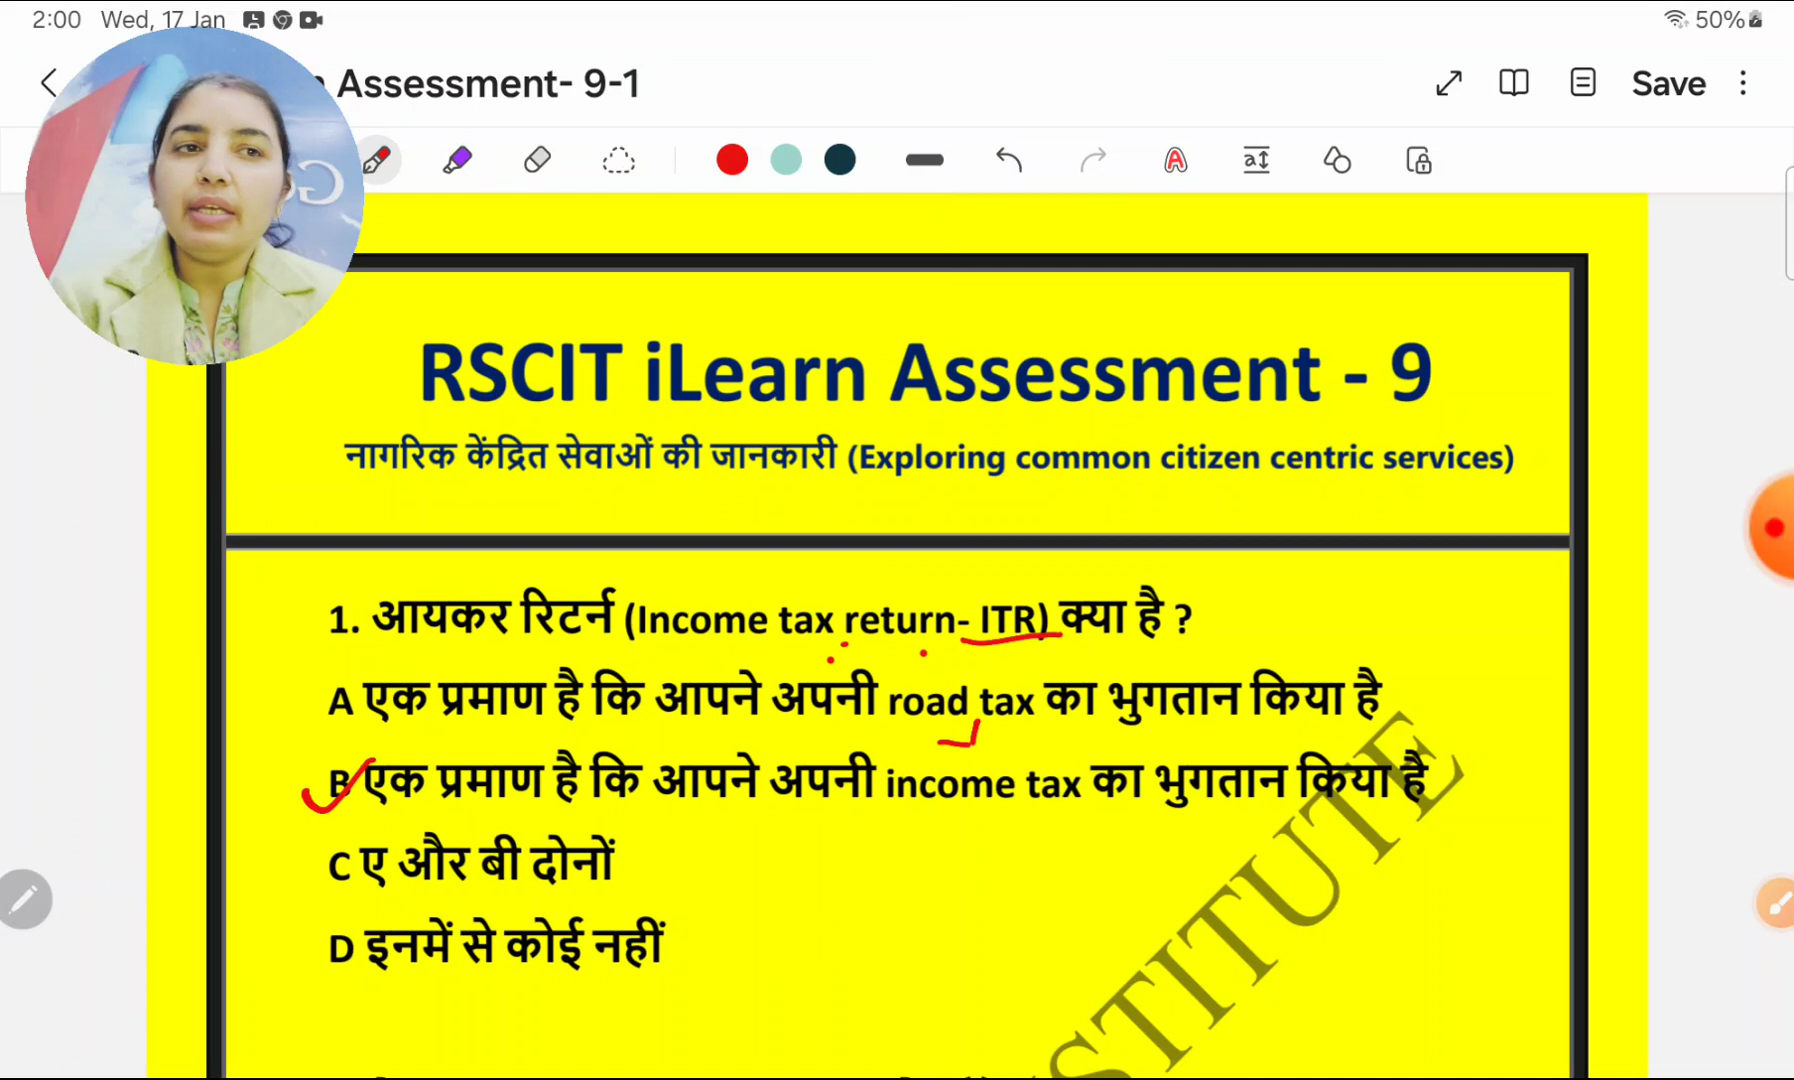 2:00 Wed, 17 Jan
50%
Assessment- 9-1
Save
RSCIT iLearn Assessment - 9
नागरिक केंद्रित सेवाओं की जानकारी (Exploring common citizen centric services)
1. आयकर रिटर्न (Income tax return- ITR) क्या है ?
A एक प्रमाण है कि आपने अपनी road tax का भुगतान किया है
B एक प्रमाण है कि आपने अपनी income tax का भुगतान किया है
C ए और बी दोनों
D इनमें से कोई नहीं